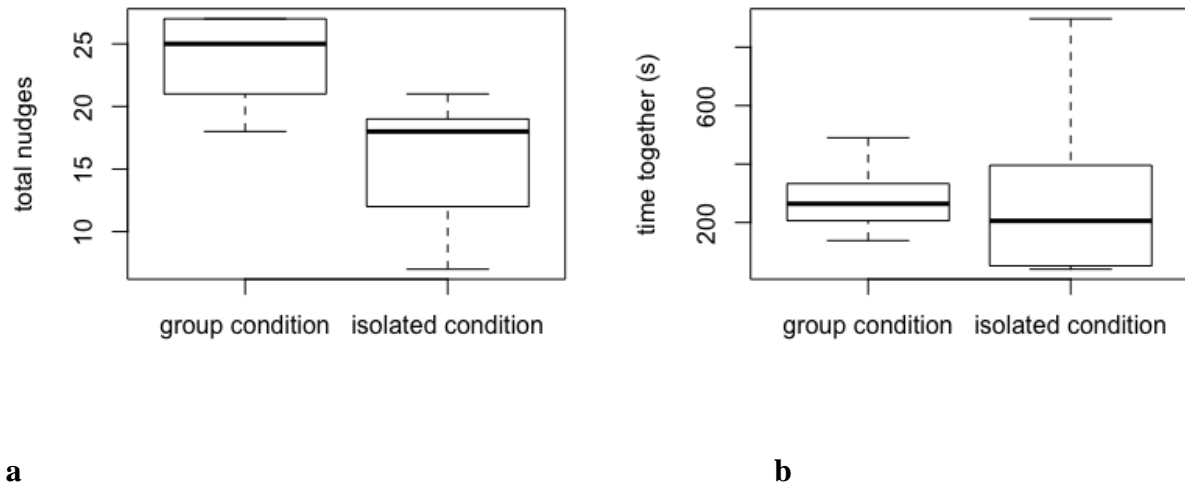 total nudges
25
20
15
10
group condition isolated condition
a
time together (s)
600
200
group condition isolated condition
b